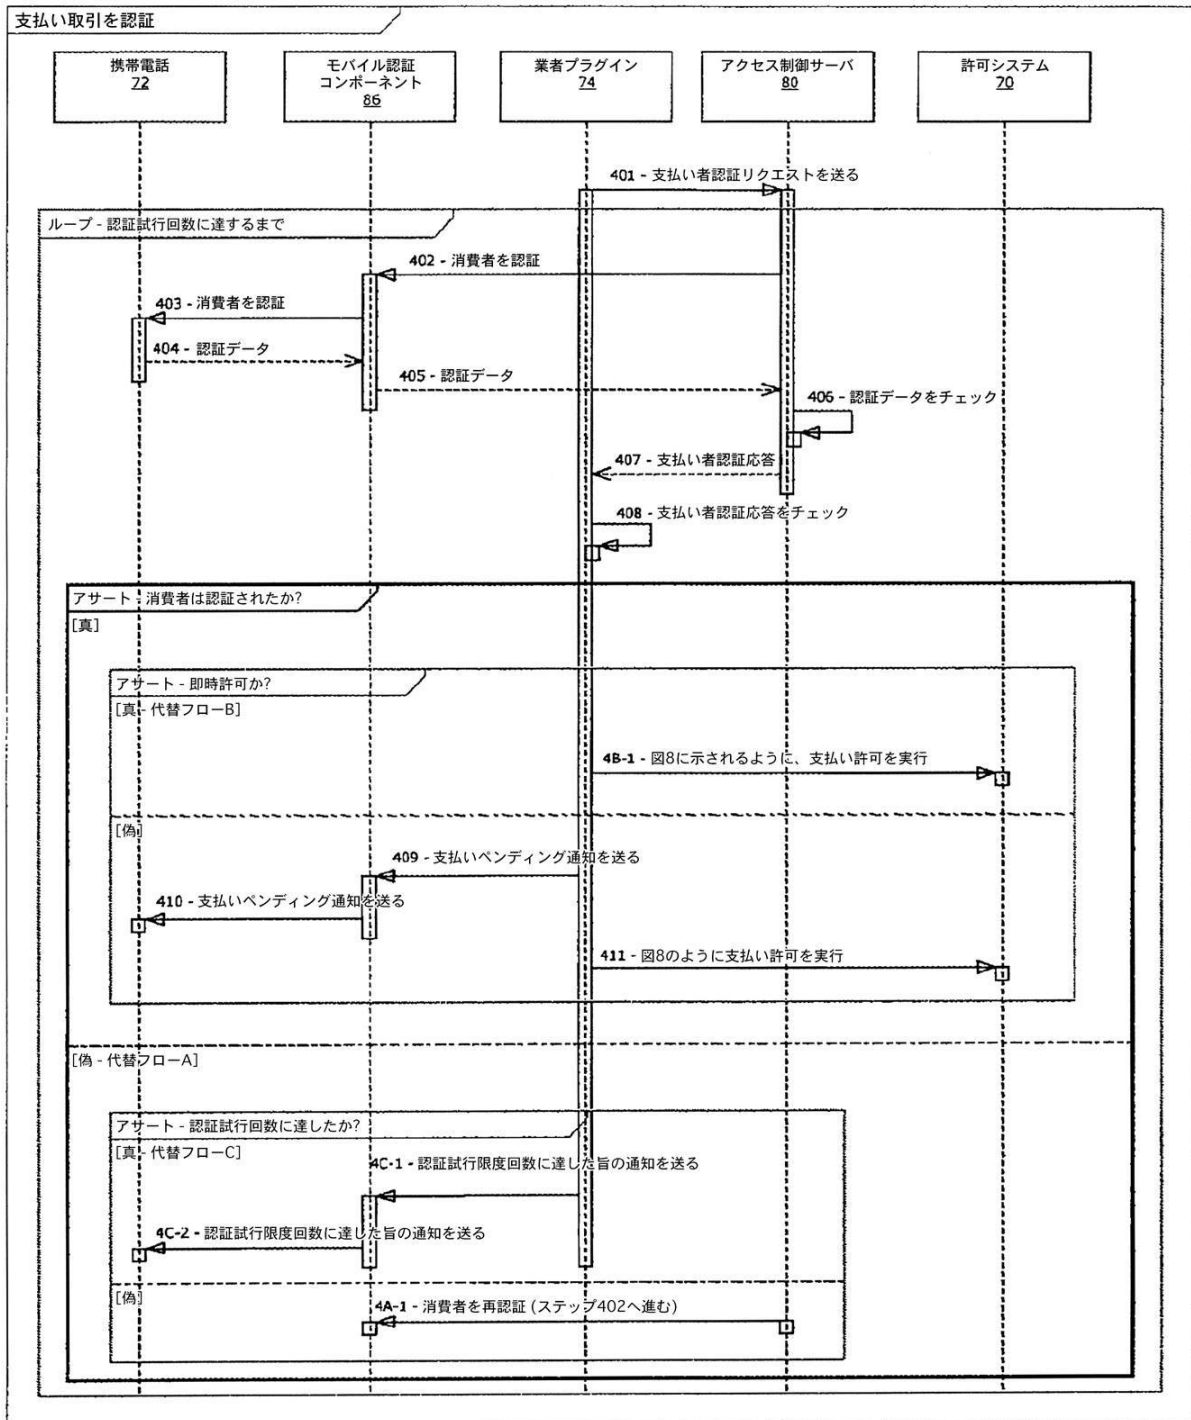 支払い取引を認証
携帯電話
72
モバイル認証
コンポーネント
86
業者プラグイン
74
アクセス制御サーバ
80
許可システム
70
401 - 支払い者認証リクエストを送る
ループ - 認証試行回数に達するまで
402 - 消費者を認証
403 - 消費者を認証
404 - 認証データ
405 - 認証データ
406 - 認証データをチェック
407 - 支払い者認証応答
408 - 支払い者認証応答をチェック
アサート - 消費者は認証されたか?
[真]
アサート - 即時許可か?
[真 - 代替フローB]
4B-1 - 図8に示されるように、支払い許可を実行
[偽]
409 - 支払いペンディング通知を送る
410 - 支払いペンディング通知を送る
411 - 図8のように支払い許可を実行
[偽 - 代替フローA]
アサート - 認証試行回数に達したか?
[真 - 代替フローC]
4C-1 - 認証試行限度回数に達した旨の通知を送る
4C-2 - 認証試行限度回数に達した旨の通知を送る
[偽]
4A-1 - 消費者を再認証 (ステップ402へ進む)